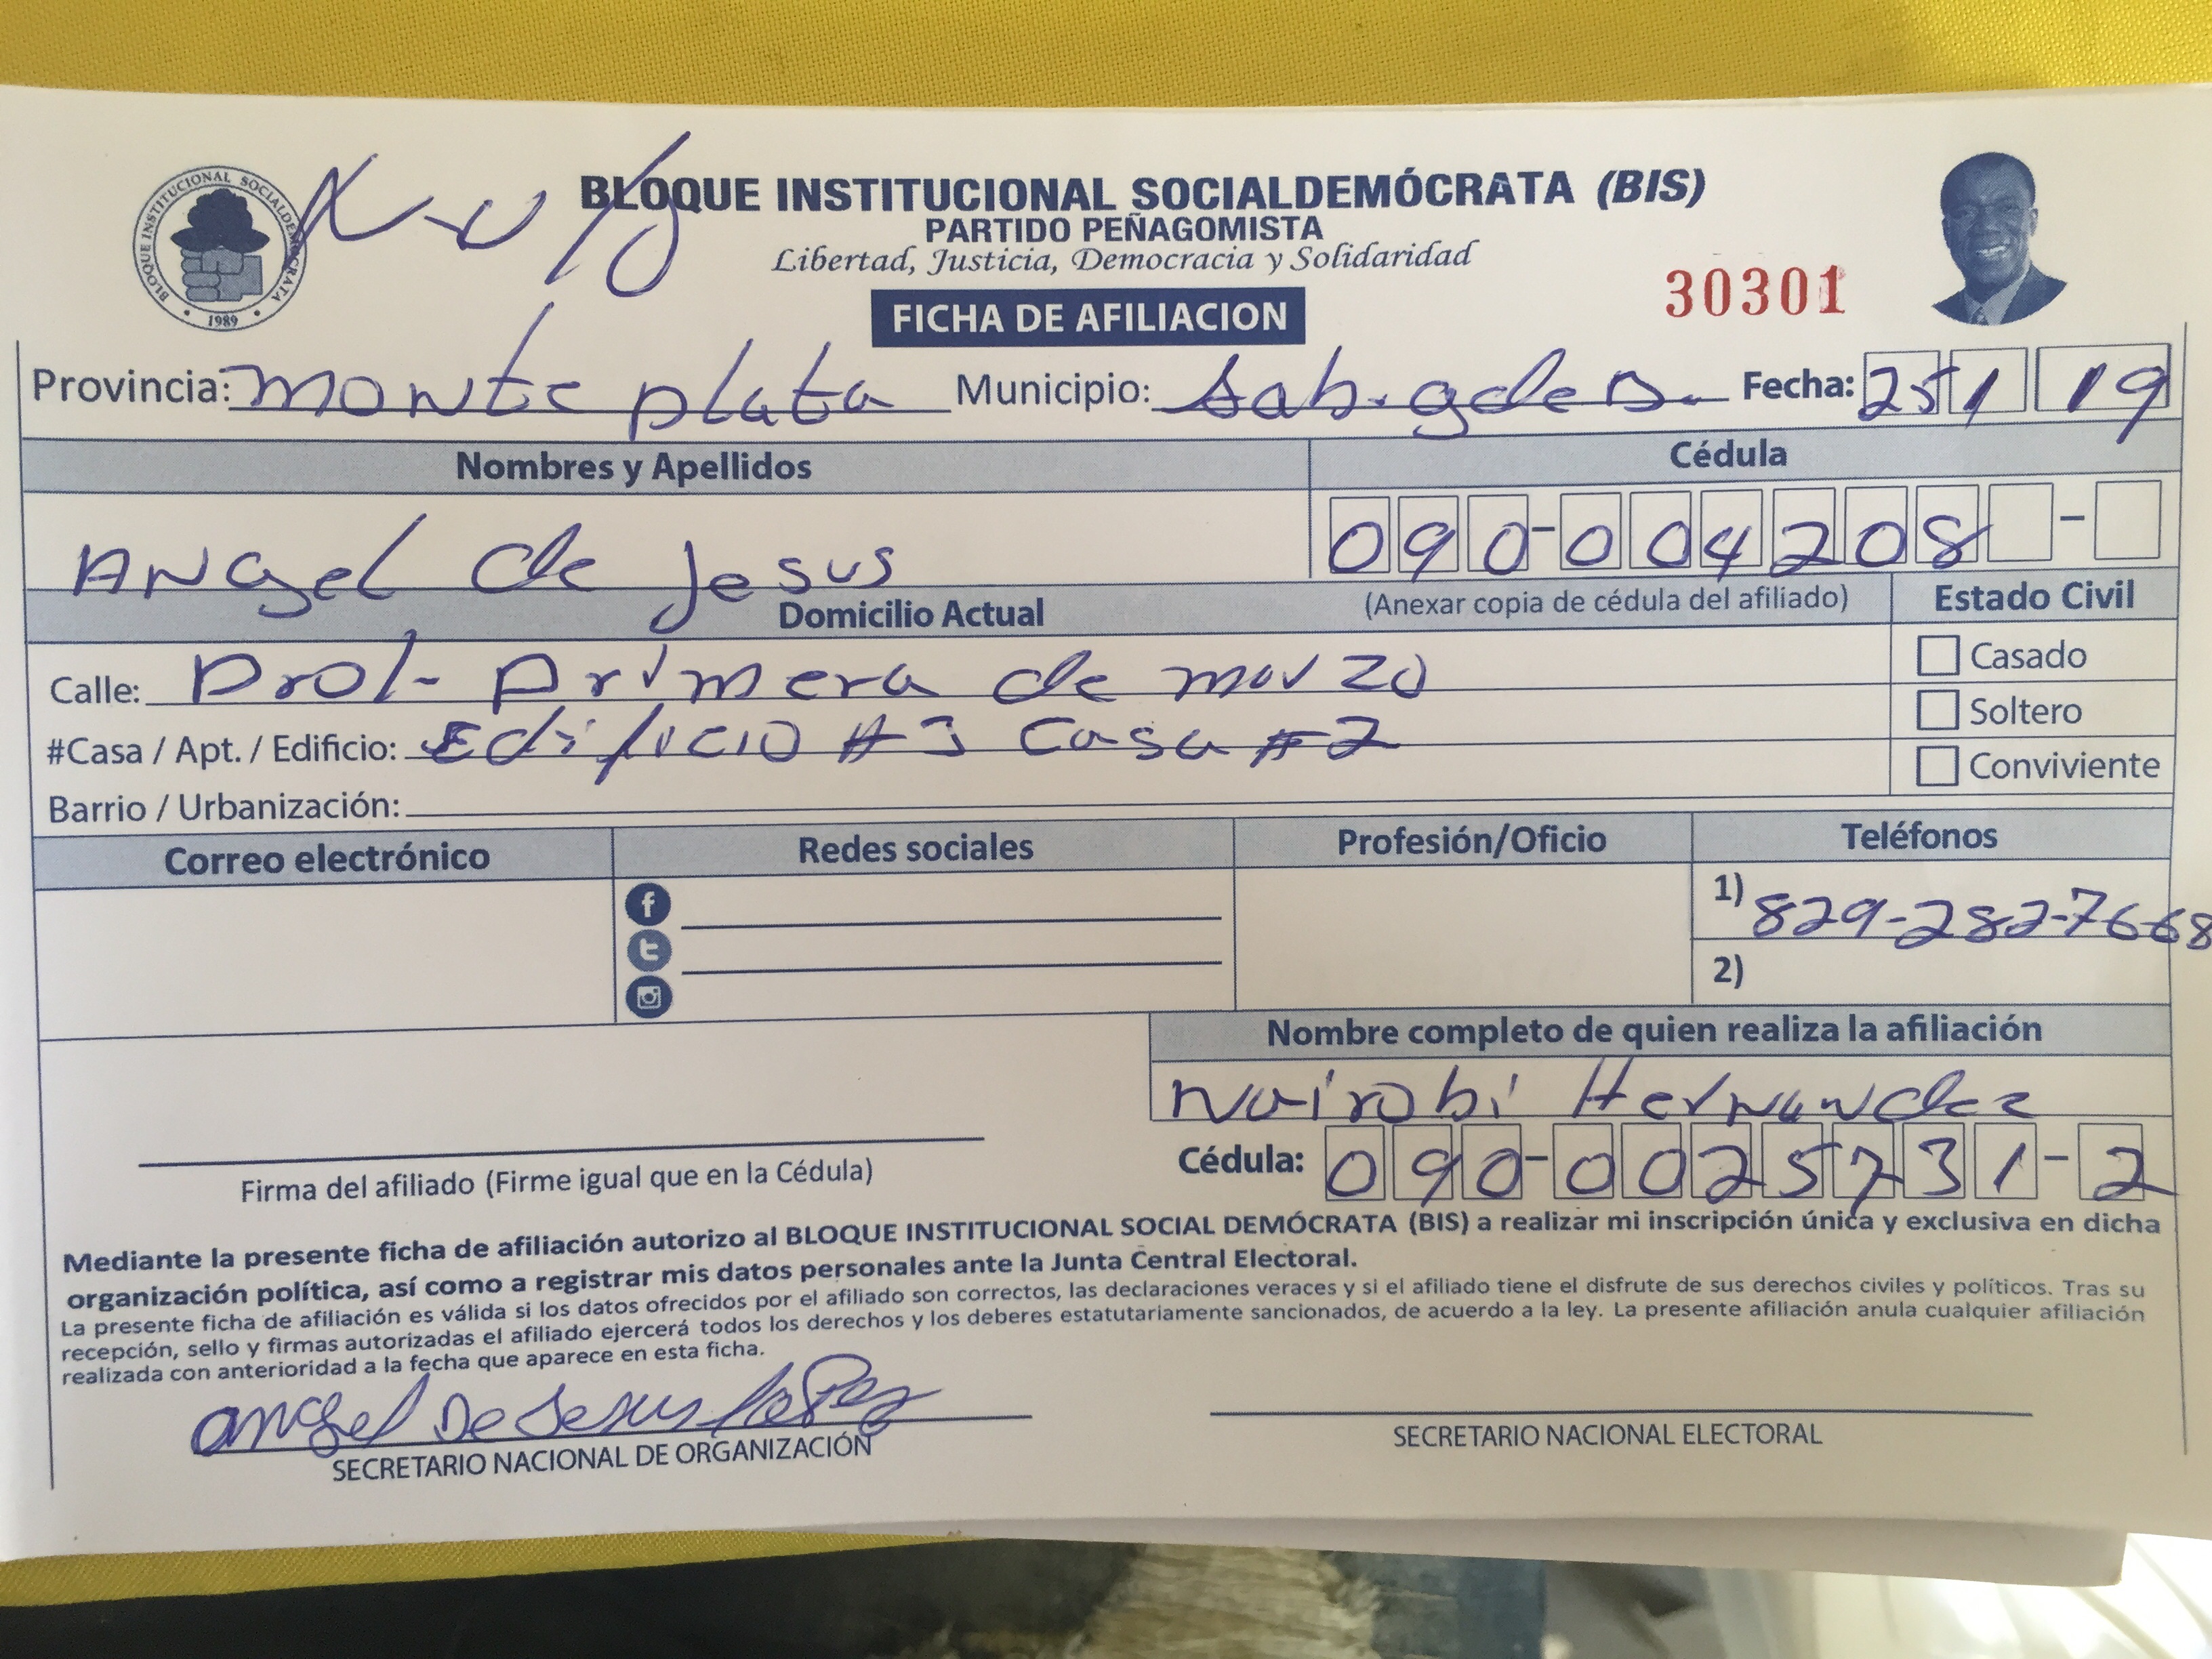 BLOQUE INSTITUCIONAL SOCIALDEMÓCRATA
1989
BLOQUE INSTITUCIONAL SOCIALDEMÓCRATA (BIS)
PARTIDO PEÑAGOMISTA
Libertad, Justicia, Democracia y Solidaridad
FICHA DE AFILIACION
30301
Provincia: Monte plata Municipio: Sab. g de B. Fecha: 25 1 19
Nombres y Apellidos Cédula
ANgel de Jesus 090-004208 -
Domicilio Actual (Anexar copia de cédula del afiliado) Estado Civil
Calle: Prol- Primera de marzo Casado
#Casa / Apt. / Edificio: Edificio #3 Casa #2 Soltero
Barrio / Urbanización: Conviviente
Correo electrónico Redes sociales Profesión/Oficio Teléfonos
1) 829-282-7668
2)
Nombre completo de quien realiza la afiliación
Nairobi Hernandez
Cédula: 090-0025731-2
Firma del afiliado (Firme igual que en la Cédula)
Mediante la presente ficha de afiliación autorizo al BLOQUE INSTITUCIONAL SOCIAL DEMÓCRATA (BIS) a realizar mi inscripción única y exclusiva en dicha
organización política, así como a registrar mis datos personales ante la Junta Central Electoral.
La presente ficha de afiliación es válida si los datos ofrecidos por el afiliado son correctos, las declaraciones veraces y si el afiliado tiene el disfrute de sus derechos civiles y políticos. Tras su
recepción, sello y firmas autorizadas el afiliado ejercerá todos los derechos y los deberes estatutariamente sancionados, de acuerdo a la ley. La presente afiliación anula cualquier afiliación
realizada con anterioridad a la fecha que aparece en esta ficha.
angel De Jesus
SECRETARIO NACIONAL DE ORGANIZACIÓN
SECRETARIO NACIONAL ELECTORAL